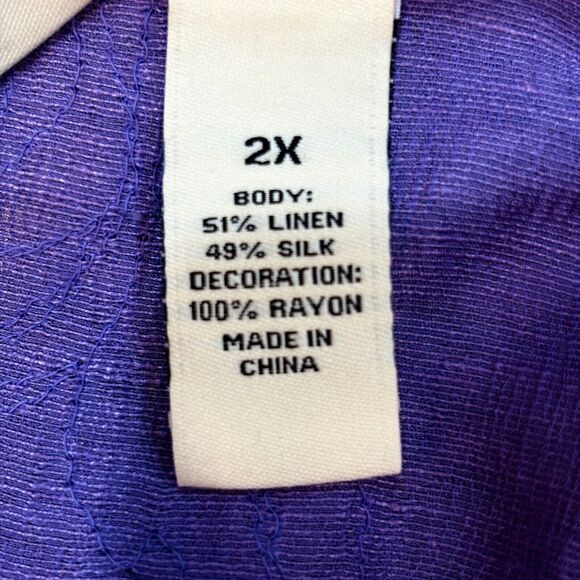 2X
BODY:
51% LINEN
49% SILK
DECORATION:
100% RAYON
MADE IN
CHINA